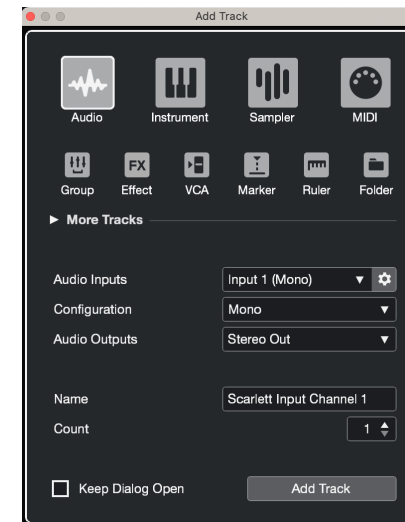 Add Track
Audio Instrument Sampler MIDI
FX
Group Effect VCA Marker Ruler Folder
More Tracks
Audio Inputs Input 1 (Mono)
Configuration Mono
Audio Outputs Stereo Out
Name Scarlett Input Channel 1
Count 1
Keep Dialog Open Add Track